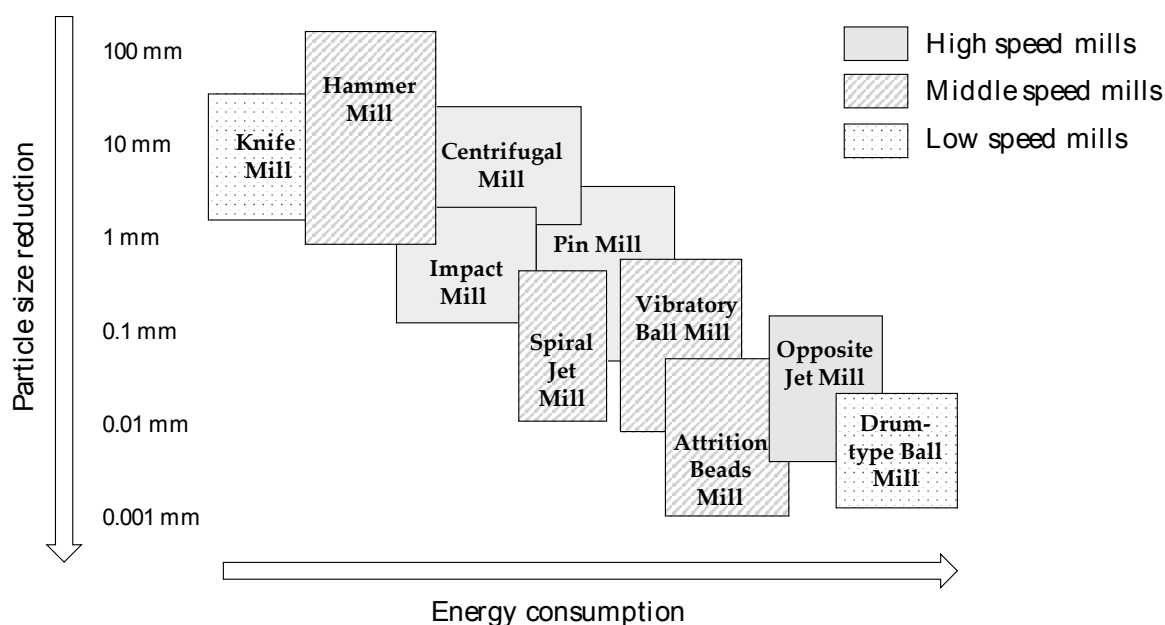 100 mm
10 mm
1 mm
0.1 mm
0.01 mm
0.001 mm
Particle size reduction
Energy consumption
High speed mills
Middle speed mills
Low speed mills
Hammer
Mill
Knife
Mill
Centrifugal
Mill
Pin Mill
Impact
Mill
Spiral
Jet
Mill
Vibratory
Ball Mill
Opposite
Jet Mill
Attrition
Beads
Mill
Drum-
type Ball
Mill